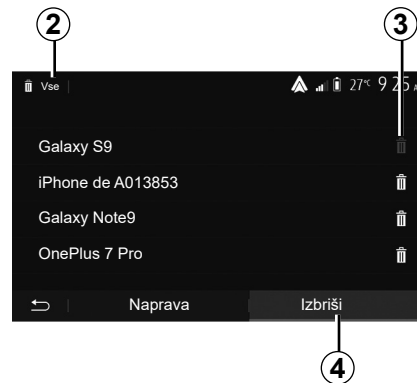 2
3
Vse
27°C 9 25
Galaxy S9
iPhone de A013853
Galaxy Note9
OnePlus 7 Pro
Naprava
Izbriši
4